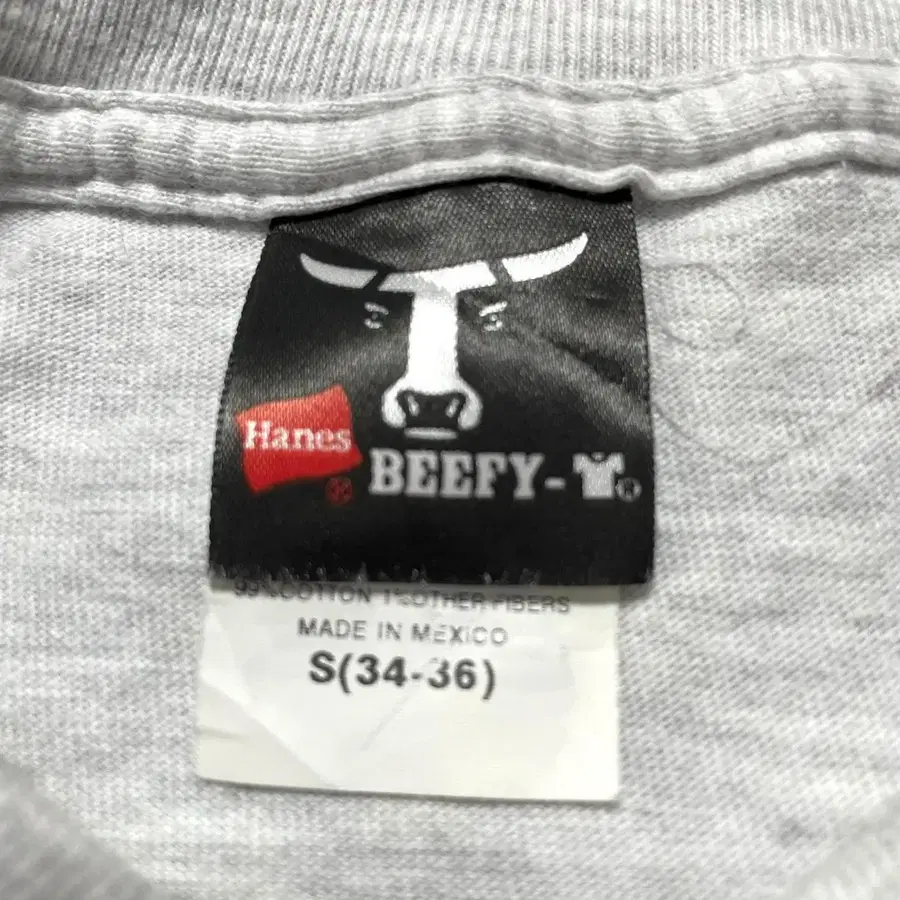 Hanes
®
BEEFY-
®
99% COTTON 1% OTHER FIBERS
MADE IN MEXICO
S(34-36)